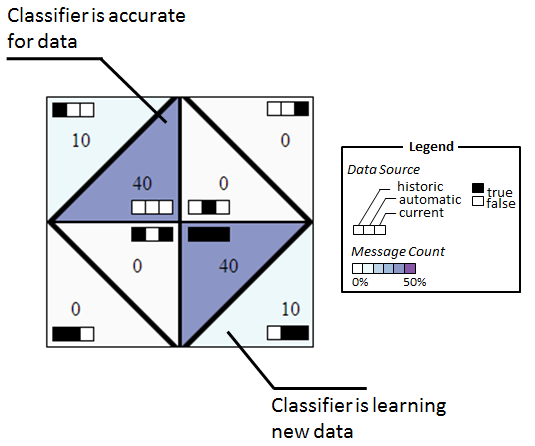 Classifier is accurate
for data
10
0
40
0
0
40
0
10
Classifier is learning
new data
Legend
Data Source
historic
automatic
current
true
false
Message Count
0%
50%